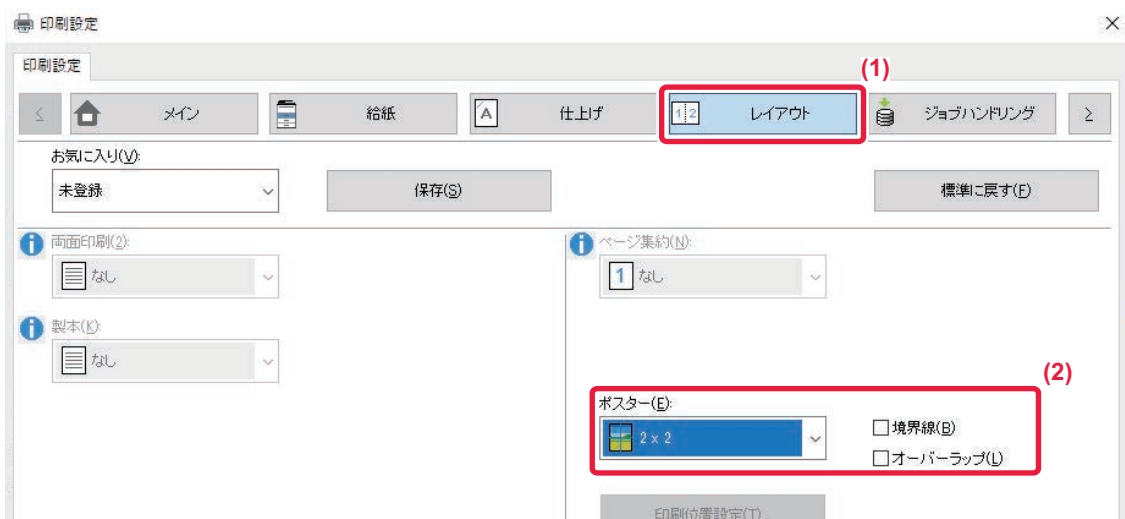 印刷設定
印刷設定
(1)
メイン
給紙
仕上げ
レイアウト
ジョブハンドリング
お気に入り(V):
未登録
保存(S)
標準に戻す(F)
両面印刷(2):
なし
ページ集約(N):
1 なし
製本(K):
なし
(2)
ポスター(E):
2 x 2
境界線(B)
オーバーラップ(L)
印刷位置設定(T)...